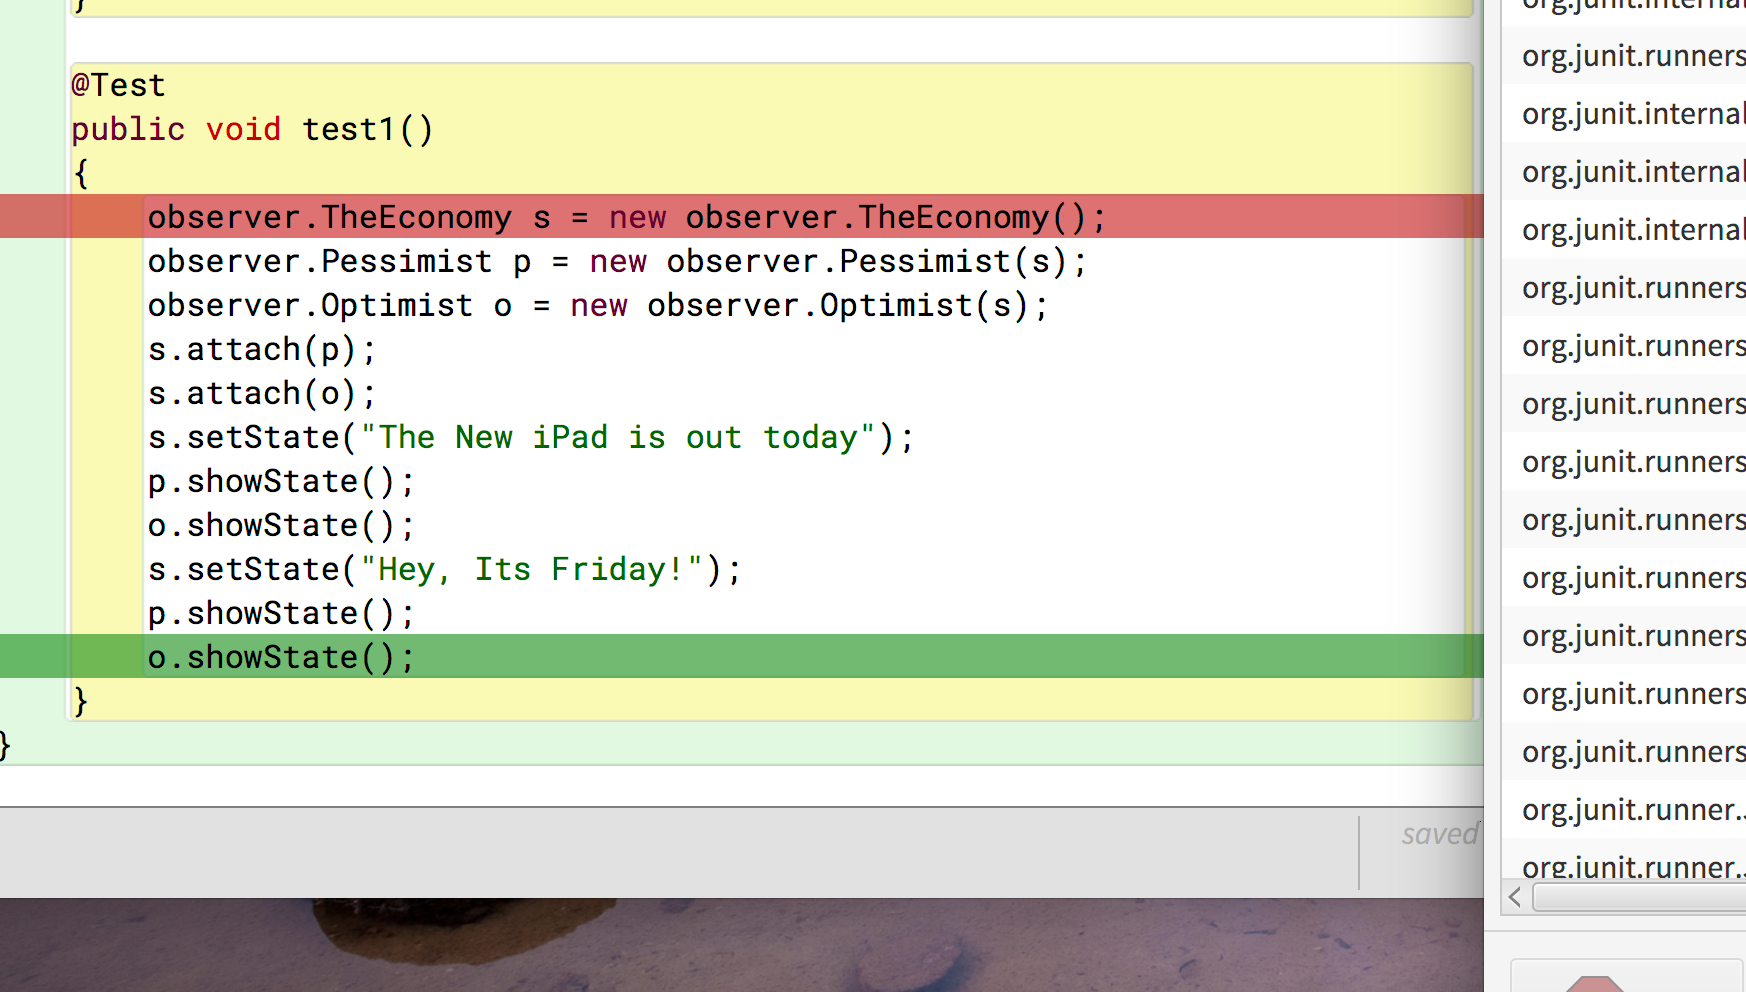 }
@Test
public void test1()
{
observer.TheEconomy s = new observer.TheEconomy();
observer.Pessimist p = new observer.Pessimist(s);
observer.Optimist o = new observer.Optimist(s);
s.attach(p);
s.attach(o);
s.setState("The New iPad is out today");
p.showState();
o.showState();
s.setState("Hey, Its Friday!");
p.showState();
o.showState();
}
}
saved
org.junit.internal
org.junit.runners
org.junit.internal
org.junit.internal
org.junit.internal
org.junit.runners
org.junit.runners
org.junit.runners
org.junit.runners
org.junit.runners
org.junit.runners
org.junit.runners
org.junit.runners
org.junit.runners
org.junit.runner.
org.junit.runner.